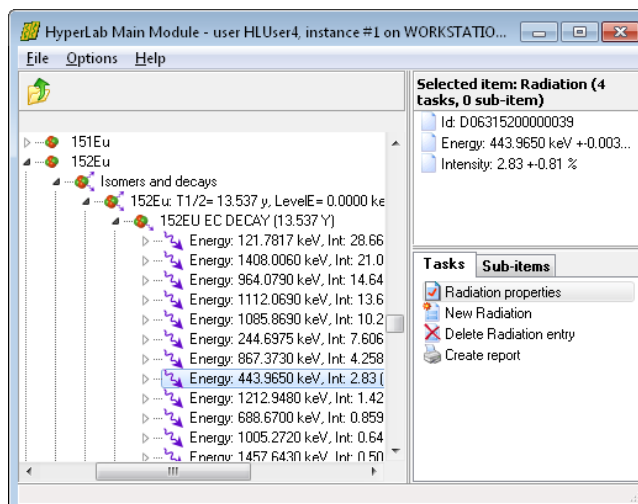 HyperLab Main Module - user HLUser4, instance #1 on WORKSTATIO...
File Options Help
151Eu
152Eu
Isomers and decays
152Eu: T1/2= 13.537 y, LevelE= 0.0000 ke
152EU EC DECAY (13.537 Y)
Energy: 121.7817 keV, Int: 28.66
Energy: 1408.0060 keV, Int: 21.0
Energy: 964.0790 keV, Int: 14.64
Energy: 1112.0690 keV, Int: 13.6
Energy: 1085.8690 keV, Int: 10.2
Energy: 244.6975 keV, Int: 7.606
Energy: 867.3730 keV, Int: 4.258
Energy: 443.9650 keV, Int: 2.83 (
Energy: 1212.9480 keV, Int: 1.42
Energy: 688.6700 keV, Int: 0.859
Energy: 1005.2720 keV, Int: 0.64
Energy: 1457.6430 keV, Int: 0.50
Selected item: Radiation (4
tasks, 0 sub-item)
Id: D06315200000039
Energy: 443.9650 keV +-0.003...
Intensity: 2.83 +-0.81 %
Tasks Sub-items
Radiation properties
New Radiation
Delete Radiation entry
Create report